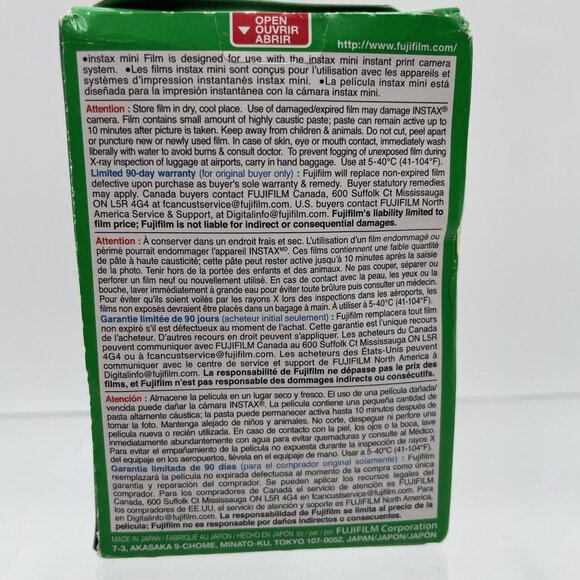 OPEN
OUVRIR
ABRIR
http://www.fujifilm.com/
•instax mini Film is designed for use with the instax mini instant print camera
system. •Les films instax mini sont conçus pour l'utilisation avec les appareils et
systèmes d'impression instantanés instax mini. •La película instax mini está
diseñada para la impresión instantánea con la cámara instax mini.
Attention : Store film in dry, cool place. Use of damaged/expired film may damage INSTAX®
camera. Film contains small amount of highly caustic paste; paste can remain active up to
10 minutes after picture is taken. Keep away from children & animals. Do not cut, peel apart
or puncture new or newly used film. In case of skin, eye or mouth contact, immediately wash
liberally with water to avoid burns & consult doctor. To prevent fogging of unexposed film during
X-ray inspection of luggage at airports, carry in hand baggage. Use at 5-40°C (41-104°F).
Limited 90-day warranty (for original buyer only) : Fujifilm will replace non-expired film
defective upon purchase as buyer's sole warranty & remedy. Buyer statutory remedies
may apply. Canada buyers contact FUJIFILM Canada, 600 Suffolk Ct Mississauga
ON L5R 4G4 at fcancustservice@fujifilm.com. U.S. buyers contact FUJIFILM North
America Service & Support, at Digitalinfo@fujifilm.com. Fujifilm's liability limited to
film price; Fujifilm is not liable for indirect or consequential damages.
Attention : À conserver dans un endroit frais et sec. L'utilisation d'un film endommagé ou
périmé pourrait endommager l'appareil INSTAXMD. Ces films contiennent une faible quantité
de pâte à haute causticité; cette pâte peut rester active jusqu'à 10 minutes après la saisie
de la photo. Tenir hors de la portée des enfants et des animaux. Ne pas couper, séparer ou
perforer un film neuf ou nouvellement utilisé. En cas de contact avec la peau, les yeux ou la
bouche, laver immédiatement à grande eau pour éviter toute brûlure puis consulter un médecin.
Pour éviter qu'ils soient voilés par les rayons X lors des inspections dans les aéroports, les
films non exposés devraient être placés dans un bagage à main. À utiliser à 5-40°C (41-104°F).
Garantie limitée de 90 jours (acheteur initial seulement) : Fujifilm remplacera tout film
non expiré s'il est défectueux au moment de l'achat. Cette garantie est l'unique recours
de l'acheteur. D'autres recours en droit peuvent s'appliquer. Les acheteurs du Canada
peuvent communiquer avec FUJIFILM Canada au 600 Suffolk Ct Mississauga ON L5R
4G4 ou à fcancustservice@fujifilm.com. Les acheteurs des États-Unis peuvent
communiquer avec le centre de service et support de FUJIFILM North America à
Digitalinfo@fujifilm.com. La responsabilité de Fujifilm ne dépasse pas le prix des
films, et Fujifilm n'est pas responsable des dommages indirects ou consécutifs.
Atención : Almacene la película en un lugar seco y fresco. El uso de una película dañada/
vencida puede dañar la cámara INSTAX®. La película contiene una pequeña cantidad de
pasta altamente cáustica; la pasta puede permanecer activa hasta 10 minutos después de
tomar la foto. Mantenga alejado de niños y animales. No corte, despegue ni perfore una
película nueva o recién utilizada. En caso de contacto con la piel, los ojos o la boca, lave
inmediatamente abundantemente con agua para evitar quemaduras y consulte al Médico.
Para evitar el empañamiento de la película no expuesta durante la inspección de rayos X
del equipaje en los aeropuertos, llévela en el equipaje de mano. Usar a 5-40°C (41-104°F).
Garantía limitada de 90 días (para el comprador original solamente) : Fujifilm
reemplazará la película no expirada defectuosa al momento de la compra como única
garantía y reparación del comprador. Se pueden aplicar los recursos legales del
comprador. Para los compradores de Canadá el servicio de atención es FUJIFILM
Canada, 600 Suffolk Ct Mississauga ON L5R 4G4 en fcancustservice@fujifilm.com. Para
los compradores de EE.UU, el servicio de atención y soporte es FUJIFILM North America,
en Digitalinfo@fujifilm.com. La responsabilidad de Fujifilm se limita al precio de la
película; Fujifilm no es responsable por daños indirectos o consecuentes.
MADE IN JAPAN / FABRIQUÉ AU JAPON / HECHO EN JAPÓN by / par / por FUJIFILM Corporation
7-3, AKASAKA 9-CHOME, MINATO-KU, TOKYO 107-0052, JAPAN/JAPON/JAPÓN